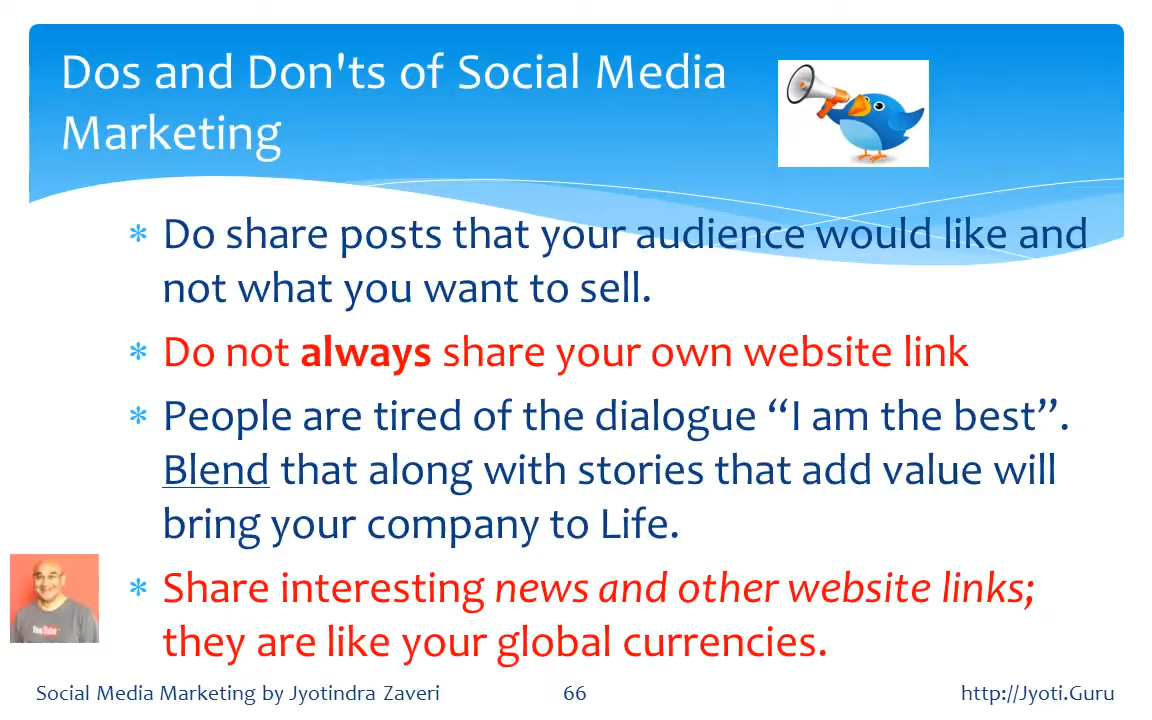 Dos and Don'ts of Social Media
Marketing
* Do share posts that your audience would like and
not what you want to sell.
* Do not always share your own website link
* People are tired of the dialogue “I am the best”.
Blend that along with stories that add value will
bring your company to Life.
* Share interesting news and other website links;
they are like your global currencies.
YouTube
Social Media Marketing by Jyotindra Zaveri
66
http://Jyoti.Guru